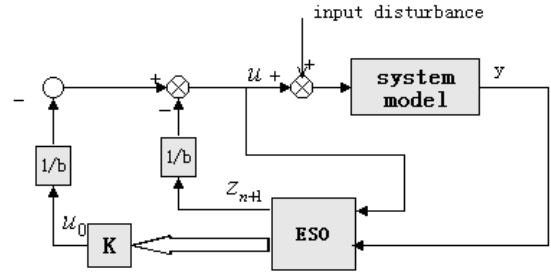 input disturbance
+
−
+
u
+
system
model
y
−
1/b
1/b
z_{n+1}
u_0
K
ESO